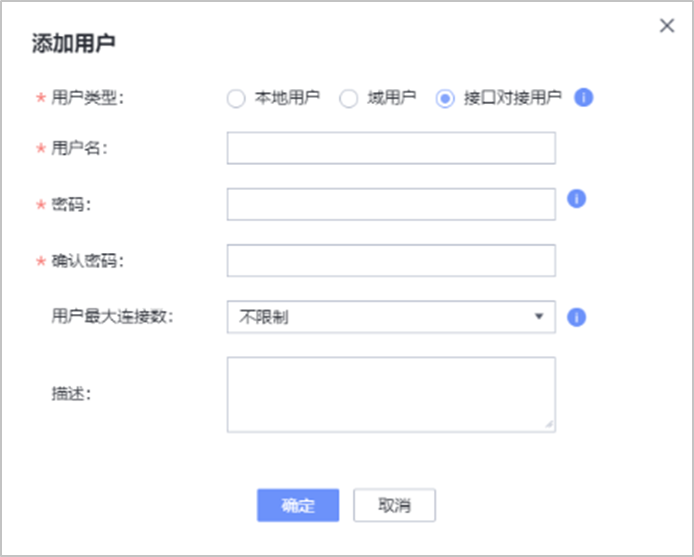 添加用户
* 用户类型: 本地用户 域用户 接口对接用户 i
* 用户名:
* 密码: i
* 确认密码:
用户最大连接数: 不限制 i
描述:
确定 取消